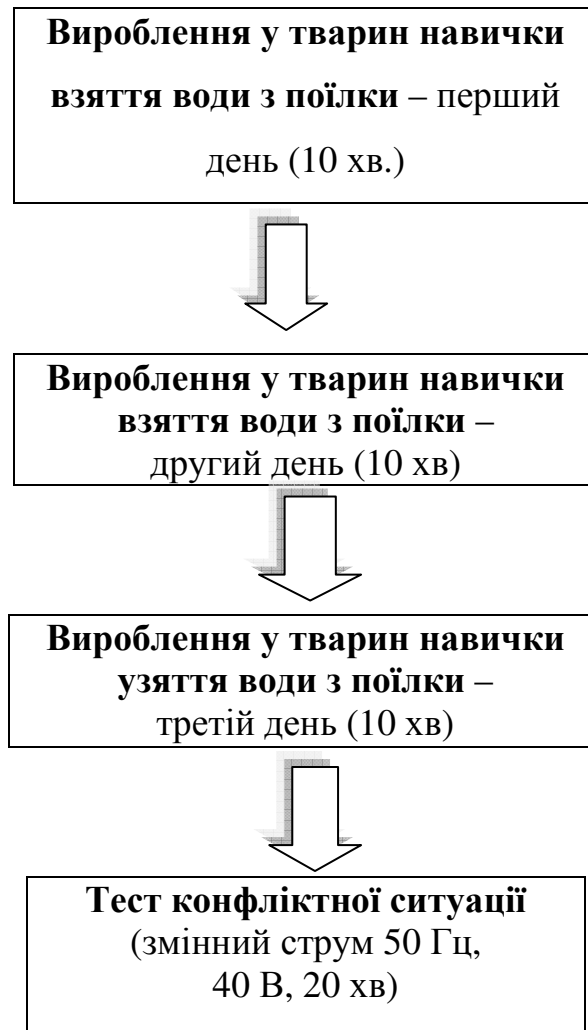 Вироблення у тварин навички
взяття води з поїлки – перший
день (10 хв.)
Вироблення у тварин навички
взяття води з поїлки –
другий день (10 хв)
Вироблення у тварин навички
узяття води з поїлки –
третій день (10 хв)
Тест конфліктної ситуації
(змінний струм 50 Гц,
40 В, 20 хв)